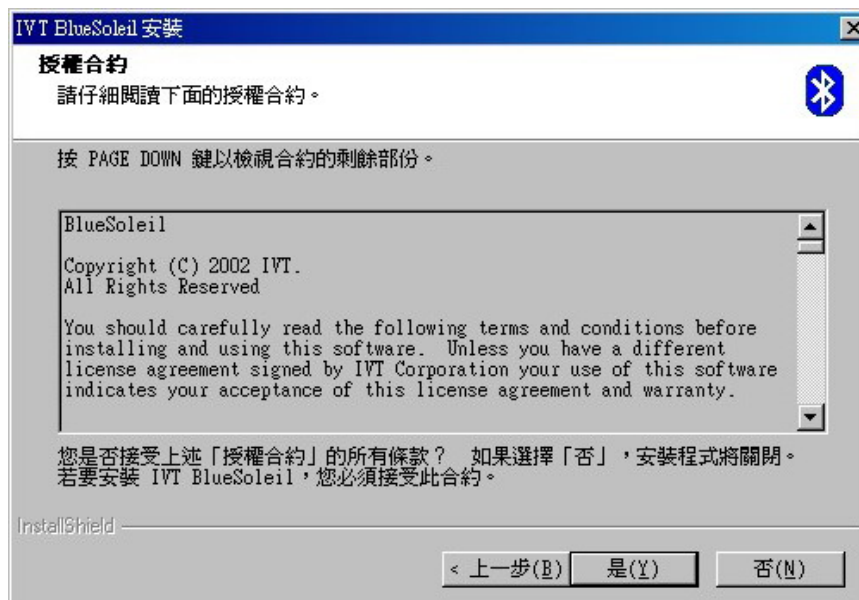 IVT BlueSoleil 安裝
授權合約
請仔細閱讀下面的授權合約。
按 PAGE DOWN 鍵以檢視合約的剩餘部份。
BlueSoleil
Copyright (C) 2002 IVT.
All Rights Reserved
You should carefully read the following terms and conditions before
installing and using this software.  Unless you have a different
license agreement signed by IVT Corporation your use of this software
indicates your acceptance of this license agreement and warranty.
您是否接受上述「授權合約」的所有條款？  如果選擇「否」，安裝程式將關閉。
若要安裝 IVT BlueSoleil，您必須接受此合約。
InstallShield
< 上一步(B) 是(Y) 否(N)